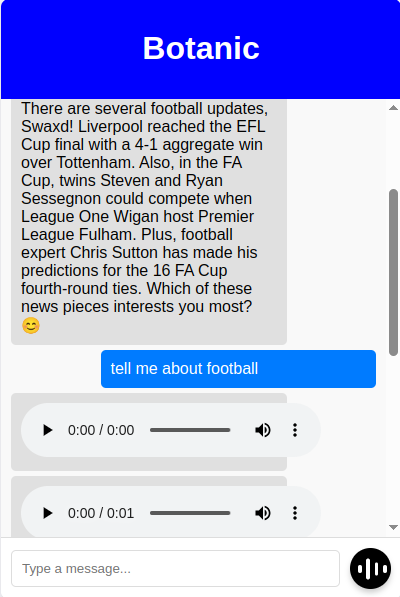 Botanic
There are several football updates,
Swaxd! Liverpool reached the EFL
Cup final with a 4-1 aggregate win
over Tottenham. Also, in the FA
Cup, twins Steven and Ryan
Sessegnon could compete when
League One Wigan host Premier
League Fulham. Plus, football
expert Chris Sutton has made his
predictions for the 16 FA Cup
fourth-round ties. Which of these
news pieces interests you most?
😊
tell me about football
0:00 / 0:00
0:00 / 0:01
Type a message...